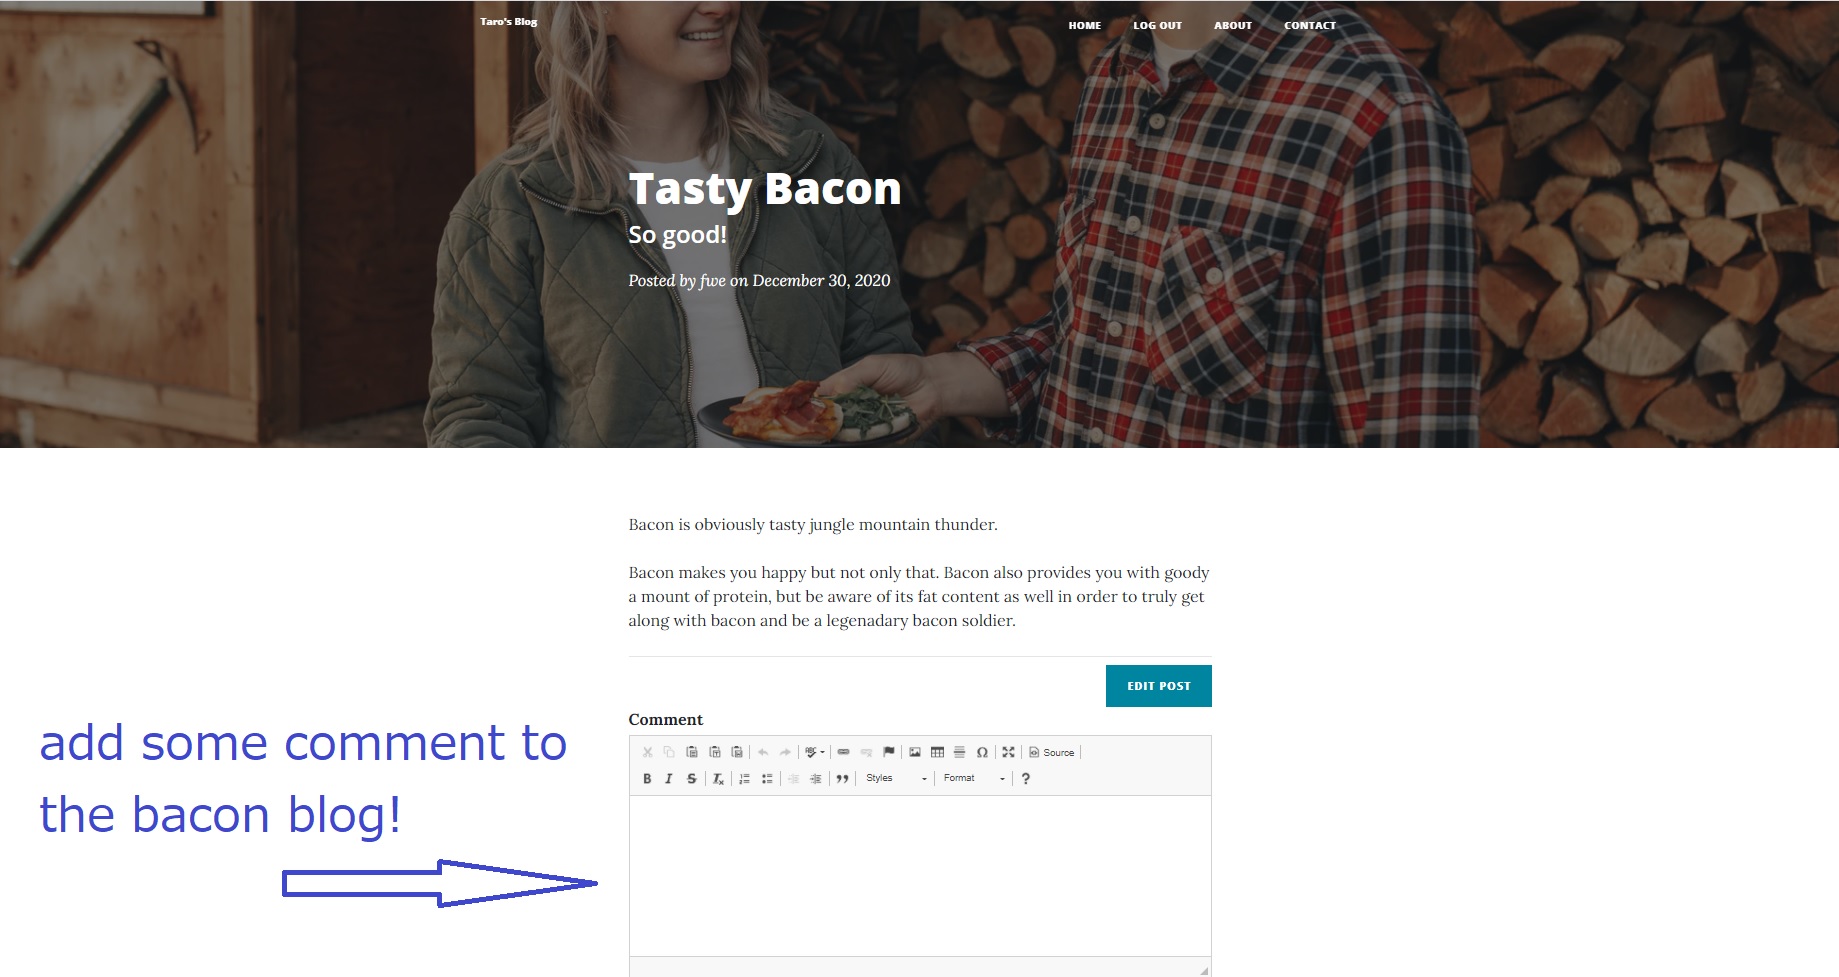 Taro's Blog
HOME LOG OUT ABOUT CONTACT
Tasty Bacon
So good!
Posted by fwe on December 30, 2020
Bacon is obviously tasty jungle mountain thunder.
Bacon makes you happy but not only that. Bacon also provides you with goody
a mount of protein, but be aware of its fat content as well in order to truly get
along with bacon and be a legenadary bacon soldier.
EDIT POST
Comment
Source
B I S Styles Format ?
add some comment to
the bacon blog!